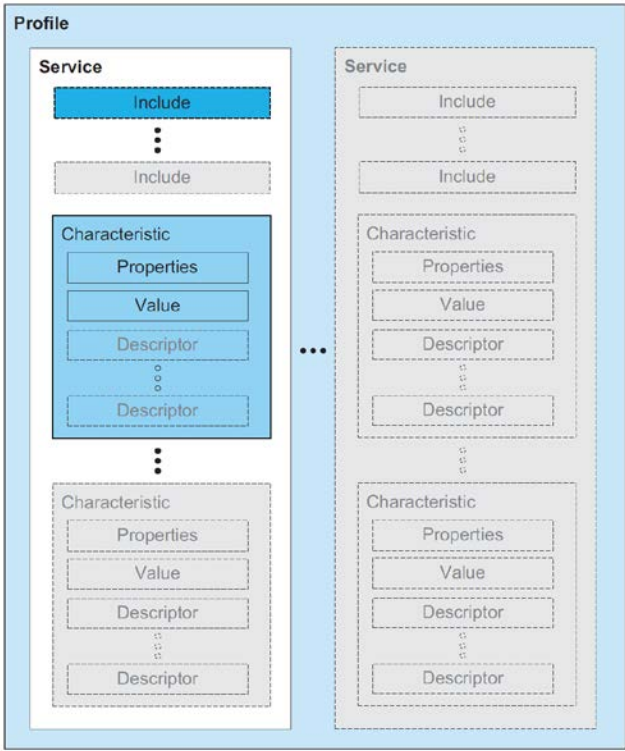 Profile
Service
Include
Include
Characteristic
Properties
Value
Descriptor
Descriptor
Characteristic
Properties
Value
Descriptor
Descriptor
Service
Include
Include
Characteristic
Properties
Value
Descriptor
Descriptor
Characteristic
Properties
Value
Descriptor
Descriptor